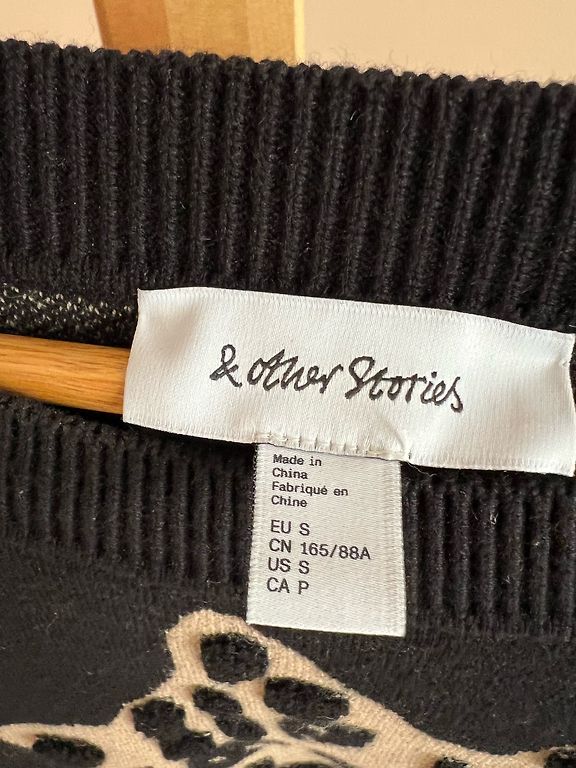 & other Stories
Made in
China
Fabriqué en
Chine
EU S
CN 165/88A
US S
CA P